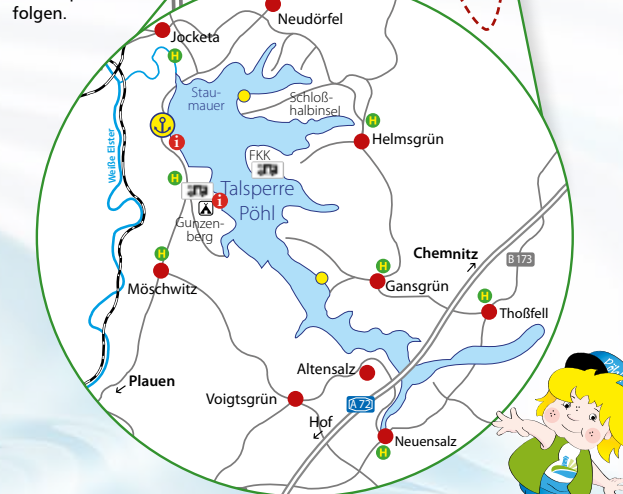 folgen.
Neudörfel
Jocketa
H
Stau-
mauer
Schloß-
halbinsel
H
Helmsgrün
i
Weiße Elster
FKK
H
Talsperre
Pöhl
i
Gunzen-
berg
H
Möschwitz
Chemnitz
B 173
H
Gansgrün
H
Thoßfell
Plauen
Altensalz
Voigtsgrün
A 72
Hof
Neuensalz
H